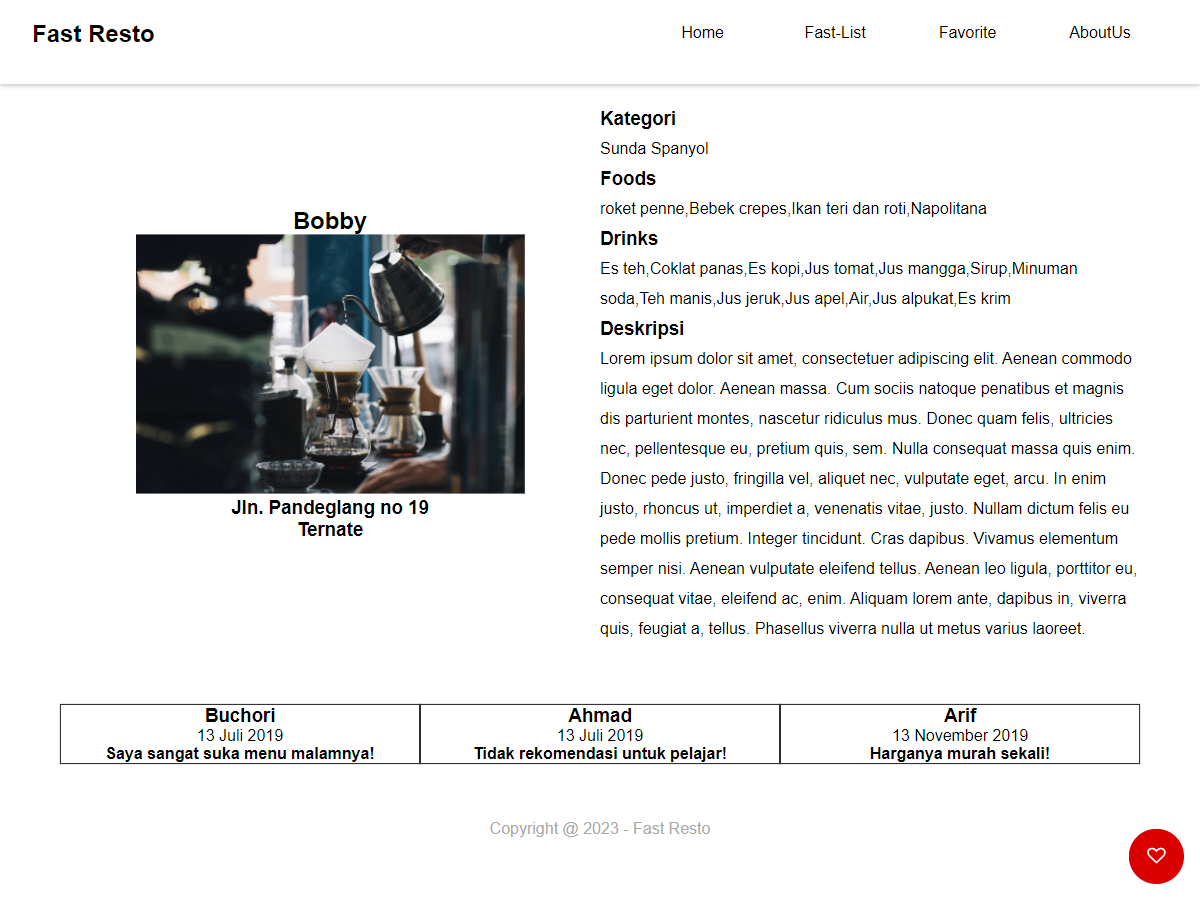 Fast Resto
Home
Fast-List
Favorite
AboutUs
Bobby
Jln. Pandeglang no 19
Ternate
Kategori
Sunda Spanyol
Foods
roket penne,Bebek crepes,Ikan teri dan roti,Napolitana
Drinks
Es teh,Coklat panas,Es kopi,Jus tomat,Jus mangga,Sirup,Minuman
soda,Teh manis,Jus jeruk,Jus apel,Air,Jus alpukat,Es krim
Deskripsi
Lorem ipsum dolor sit amet, consectetuer adipiscing elit. Aenean commodo
ligula eget dolor. Aenean massa. Cum sociis natoque penatibus et magnis
dis parturient montes, nascetur ridiculus mus. Donec quam felis, ultricies
nec, pellentesque eu, pretium quis, sem. Nulla consequat massa quis enim.
Donec pede justo, fringilla vel, aliquet nec, vulputate eget, arcu. In enim
justo, rhoncus ut, imperdiet a, venenatis vitae, justo. Nullam dictum felis eu
pede mollis pretium. Integer tincidunt. Cras dapibus. Vivamus elementum
semper nisi. Aenean vulputate eleifend tellus. Aenean leo ligula, porttitor eu,
consequat vitae, eleifend ac, enim. Aliquam lorem ante, dapibus in, viverra
quis, feugiat a, tellus. Phasellus viverra nulla ut metus varius laoreet.
Buchori
13 Juli 2019
Saya sangat suka menu malamnya!
Ahmad
13 Juli 2019
Tidak rekomendasi untuk pelajar!
Arif
13 November 2019
Harganya murah sekali!
Copyright @ 2023 - Fast Resto